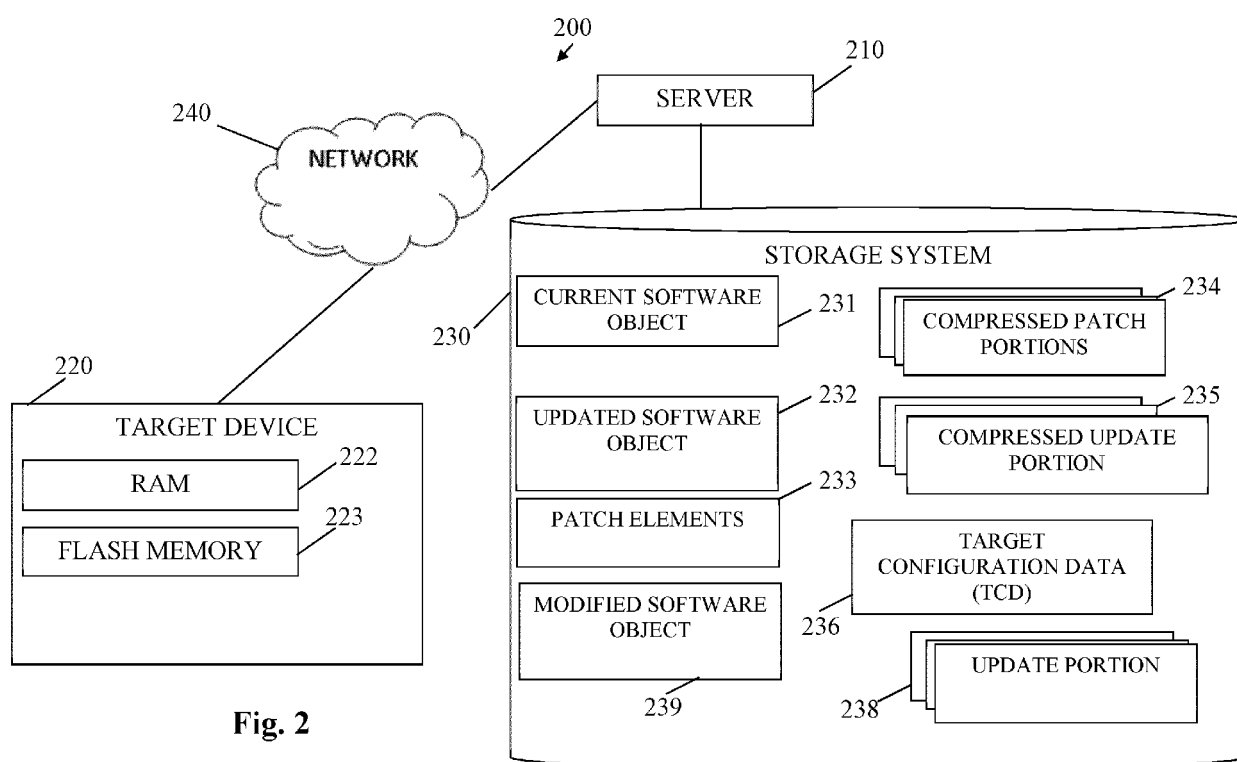 200
210
SERVER
240
NETWORK
STORAGE SYSTEM
230
CURRENT SOFTWARE
OBJECT
231
234
COMPRESSED PATCH
PORTIONS
220
TARGET DEVICE
RAM
222
FLASH MEMORY
223
UPDATED SOFTWARE
OBJECT
232
235
COMPRESSED UPDATE
PORTION
233
PATCH ELEMENTS
TARGET
CONFIGURATION DATA
(TCD)
236
MODIFIED SOFTWARE
OBJECT
239
UPDATE PORTION
238
Fig. 2